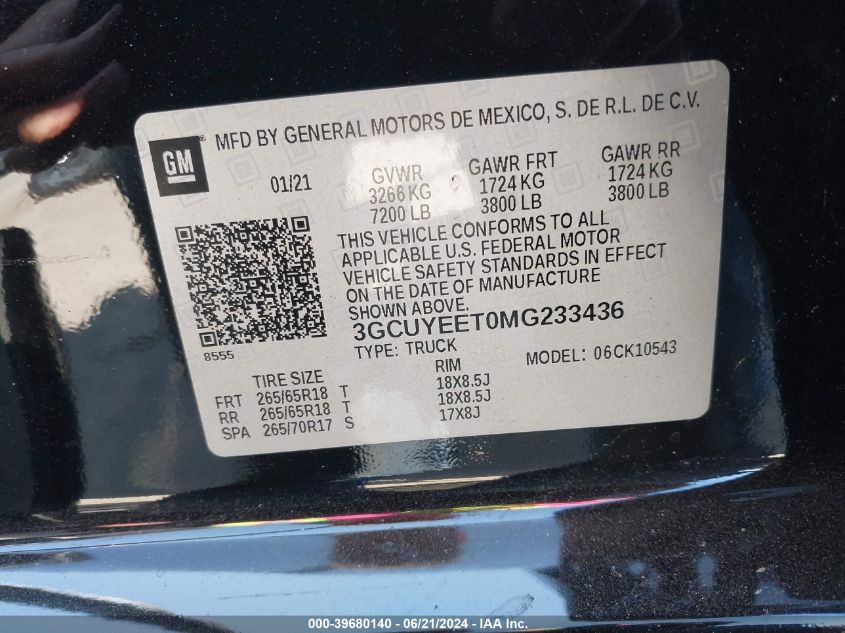 GM
®
MFD BY GENERAL MOTORS DE MEXICO, S. DE R.L. DE C.V.
01/21
GVWR GAWR FRT GAWR RR
3266 KG 1724 KG 1724 KG
7200 LB 3800 LB 3800 LB
THIS VEHICLE CONFORMS TO ALL
APPLICABLE U.S. FEDERAL MOTOR
VEHICLE SAFETY STANDARDS IN EFFECT
ON THE DATE OF MANUFACTURE
SHOWN ABOVE.
3GCUYEET0MG233436
8555
TYPE: TRUCK MODEL: 06CK10543
TIRE SIZE RIM
FRT 265/65R18 T 18X8.5J
RR 265/65R18 T 18X8.5J
SPA 265/70R17 S 17X8J
000-39680140 - 06/21/2024 - IAA Inc.